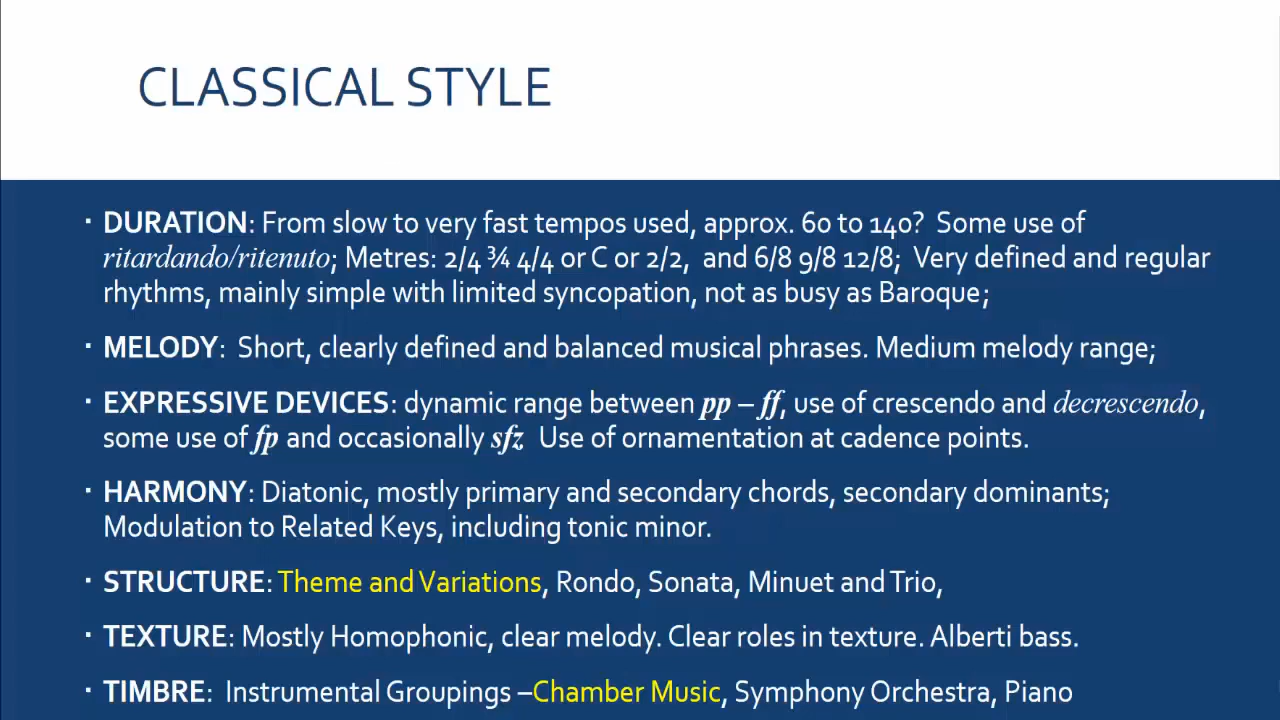 CLASSICAL STYLE
▪ DURATION: From slow to very fast tempos used, approx. 60 to 140?  Some use of
ritardando/ritenuto; Metres: 2/4 ¾ 4/4 or C or 2/2,  and 6/8 9/8 12/8;  Very defined and regular
rhythms, mainly simple with limited syncopation, not as busy as Baroque;
▪ MELODY:  Short, clearly defined and balanced musical phrases. Medium melody range;
▪ EXPRESSIVE DEVICES: dynamic range between pp – ff, use of crescendo and decrescendo,
some use of fp and occasionally sfz  Use of ornamentation at cadence points.
▪ HARMONY: Diatonic, mostly primary and secondary chords, secondary dominants;
Modulation to Related Keys, including tonic minor.
▪ STRUCTURE: Theme and Variations, Rondo, Sonata, Minuet and Trio,
▪ TEXTURE: Mostly Homophonic, clear melody. Clear roles in texture. Alberti bass.
▪ TIMBRE:  Instrumental Groupings –Chamber Music, Symphony Orchestra, Piano